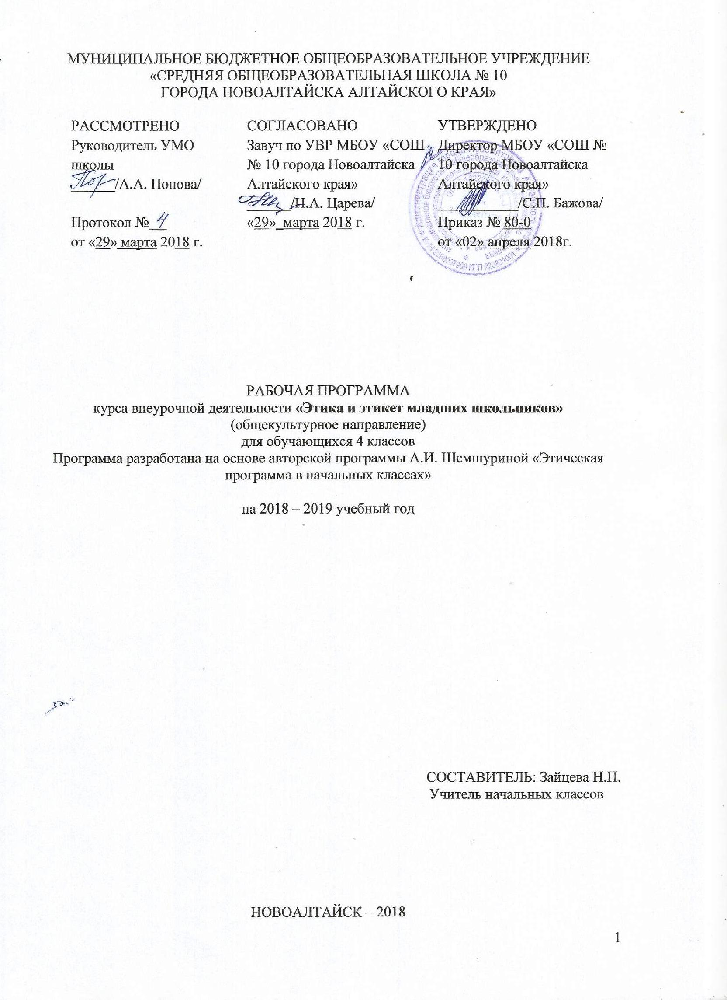 МУНИЦИПАЛЬНОЕ БЮДЖЕТНОЕ ОБЩЕОБРАЗОВАТЕЛЬНОЕ УЧРЕЖДЕНИЕ
«СРЕДНЯЯ ОБЩЕОБРАЗОВАТЕЛЬНАЯ ШКОЛА № 10
ГОРОДА НОВОАЛТАЙСКА АЛТАЙСКОГО КРАЯ»
РАССМОТРЕНО
Руководитель УМО
школы
/А.А. Попова/
Протокол № 4
от «29» марта 2018 г.
СОГЛАСОВАНО
Завуч по УВР МБОУ «СОШ
№ 10 города Новоалтайска
Алтайского края»
/Н.А. Царева/
«29» марта 2018 г.
УТВЕРЖДЕНО
Директор МБОУ «СОШ №
10 города Новоалтайска
Алтайского края»
/С.П. Бажова/
Приказ № 80-0
от «02» апреля 2018г.
КПП 220801001
РАБОЧАЯ ПРОГРАММА
курса внеурочной деятельности «Этика и этикет младших школьников»
(общекультурное направление)
для обучающихся 4 классов
Программа разработана на основе авторской программы А.И. Шемшуриной «Этическая
программа в начальных классах»
на 2018 – 2019 учебный год
СОСТАВИТЕЛЬ: Зайцева Н.П.
Учитель начальных классов
НОВОАЛТАЙСК – 2018
1